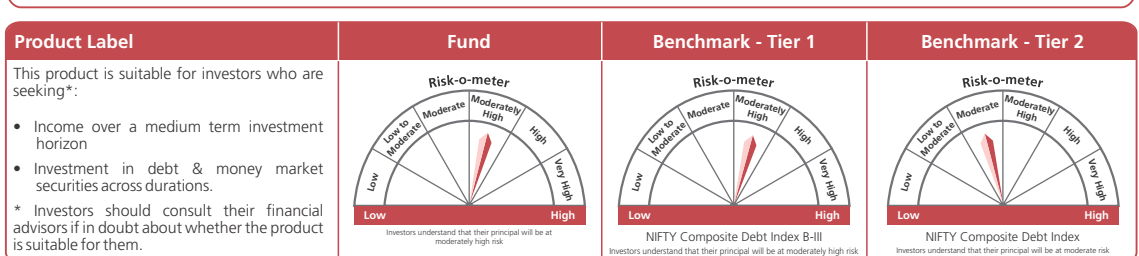 Product Label
Fund
Benchmark - Tier 1
Benchmark - Tier 2
This product is suitable for investors who are
seeking*:
• Income over a medium term investment
horizon
• Investment in debt & money market
securities across durations.
* Investors should consult their financial
advisors if in doubt about whether the product
is suitable for them.
Risk-o-meter
Low
Low to
Moderate
Moderate
Moderately
High
High
Very High
Low
High
Investors understand that their principal will be at
moderately high risk
Risk-o-meter
Low
Low to
Moderate
Moderate
Moderately
High
High
Very High
Low
High
NIFTY Composite Debt Index B-III
Investors understand that their principal will be at moderately high risk
Risk-o-meter
Low
Low to
Moderate
Moderate
Moderately
High
High
Very High
Low
High
NIFTY Composite Debt Index
Investors understand that their principal will be at moderate risk